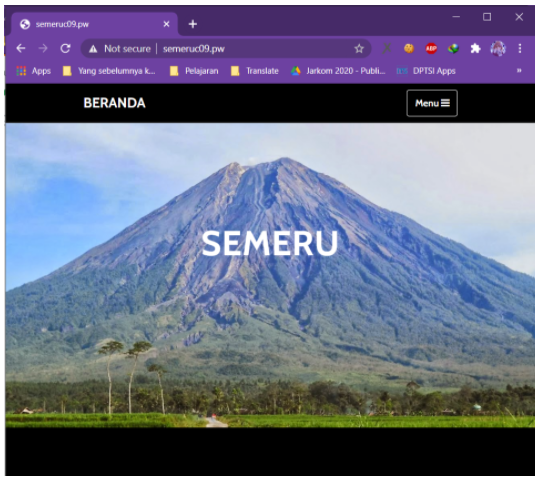 semeruc09.pw
Not secure | semeruc09.pw
Apps Yang sebelumnya k... Pelajaran Translate Jarkom 2020 - Publi... DPTSI Apps »
BERANDA Menu
SEMERU